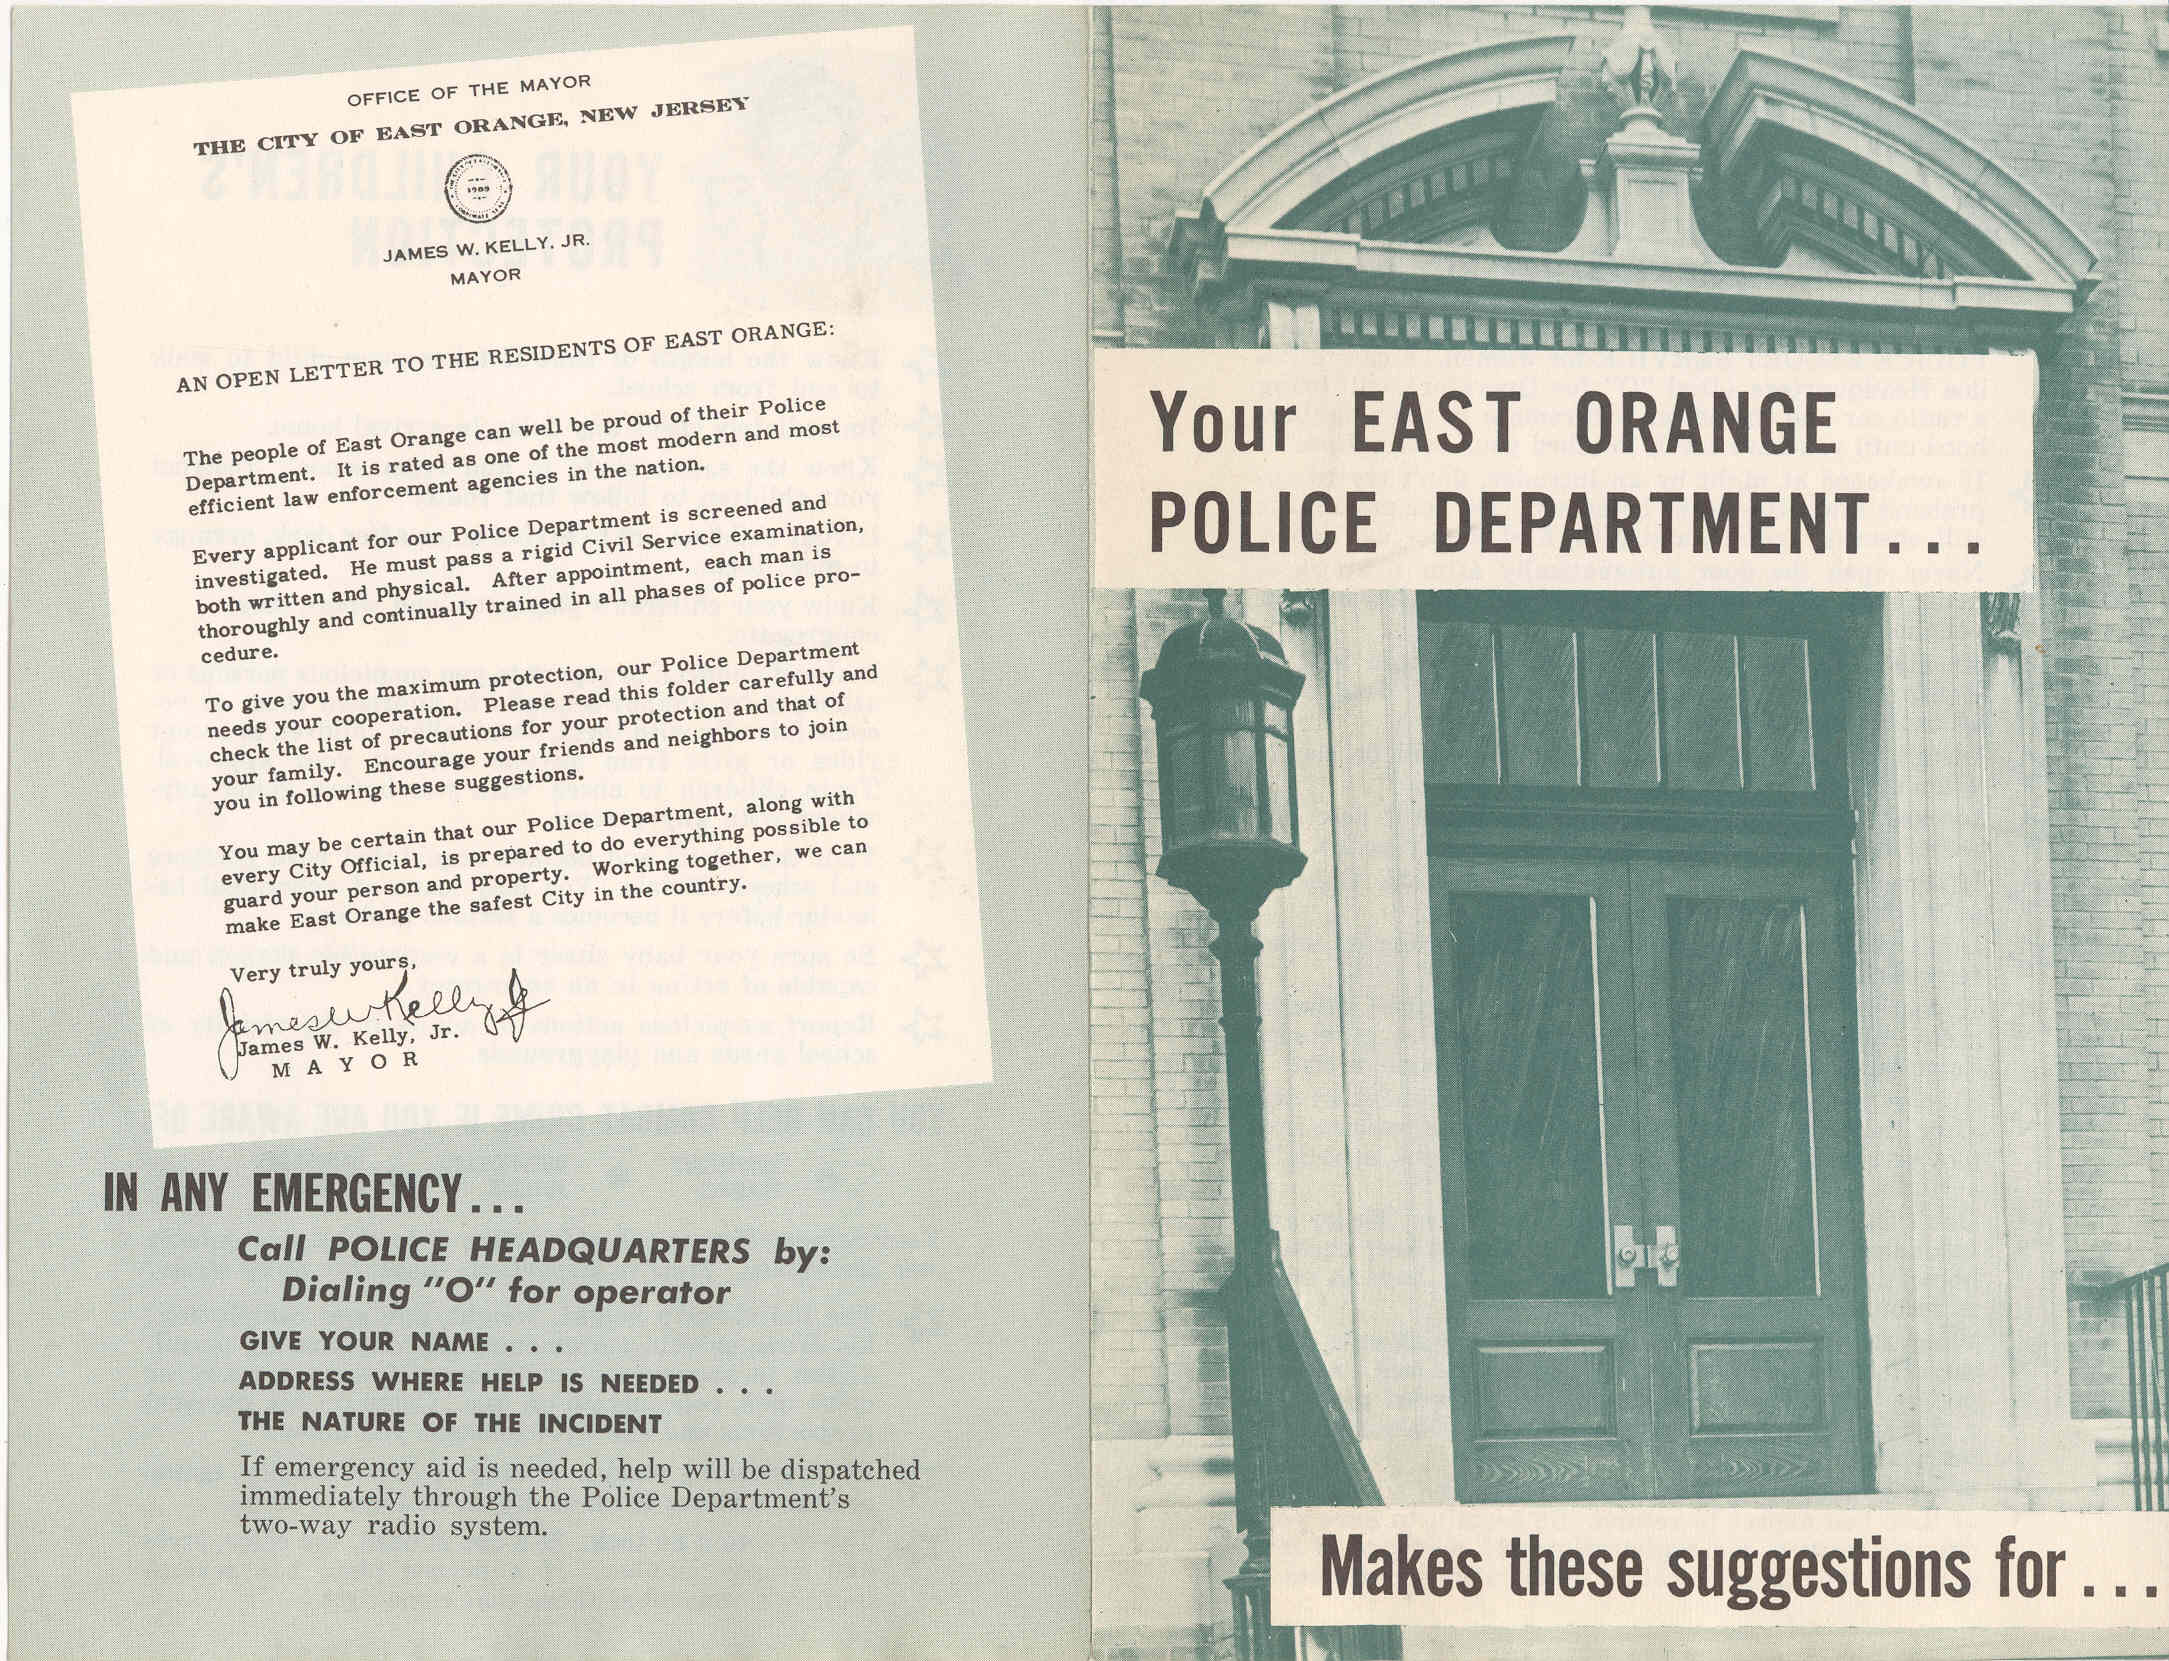 OFFICE OF THE MAYOR
THE CITY OF EAST ORANGE, NEW JERSEY
1909
JAMES W. KELLY, JR.
MAYOR
AN OPEN LETTER TO THE RESIDENTS OF EAST ORANGE:
The people of East Orange can well be proud of their Police
Department. It is rated as one of the most modern and most
efficient law enforcement agencies in the nation.
Every applicant for our Police Department is screened and
investigated. He must pass a rigid Civil Service examination,
both written and physical. After appointment, each man is
thoroughly and continually trained in all phases of police pro-
cedure.
To give you the maximum protection, our Police Department
needs your cooperation. Please read this folder carefully and
check the list of precautions for your protection and that of
your family. Encourage your friends and neighbors to join
you in following these suggestions.
You may be certain that our Police Department, along with
every City Official, is prepared to do everything possible to
guard your person and property. Working together, we can
make East Orange the safest City in the country.
Very truly yours,
James W. Kelly Jr
James W. Kelly, Jr.
M A Y O R
IN ANY EMERGENCY...
Call POLICE HEADQUARTERS by:
Dialing "O" for operator
GIVE YOUR NAME . . .
ADDRESS WHERE HELP IS NEEDED . . .
THE NATURE OF THE INCIDENT
If emergency aid is needed, help will be dispatched
immediately through the Police Department's
two-way radio system.
Your EAST ORANGE
POLICE DEPARTMENT...
Makes these suggestions for...